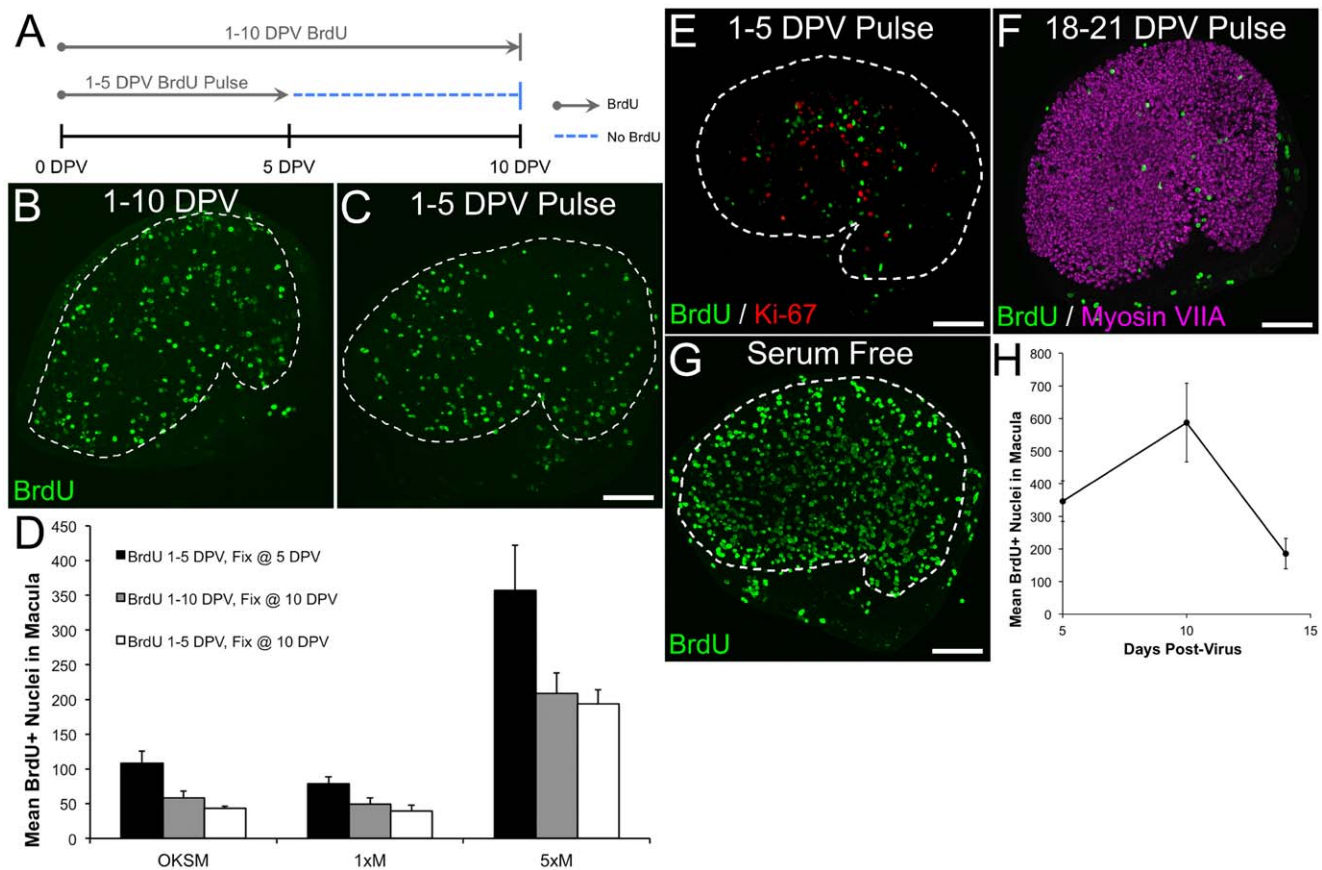 A
1-10 DPV BrdU
1-5 DPV BrdU Pulse
BrdU
No BrdU
0 DPV
5 DPV
10 DPV
B
1-10 DPV
BrdU
C
1-5 DPV Pulse
D
450
400
350
300
250
200
150
100
50
0
Mean BrdU+ Nuclei in Macula
BrdU 1-5 DPV, Fix @ 5 DPV
BrdU 1-10 DPV, Fix @ 10 DPV
BrdU 1-5 DPV, Fix @ 10 DPV
OKSM
1xM
5xM
E
1-5 DPV Pulse
BrdU / Ki-67
F
18-21 DPV Pulse
BrdU / Myosin VIIA
G
Serum Free
BrdU
H
800
700
600
500
400
300
200
100
0
Mean BrdU+ Nuclei in Macula
5
10
15
Days Post-Virus